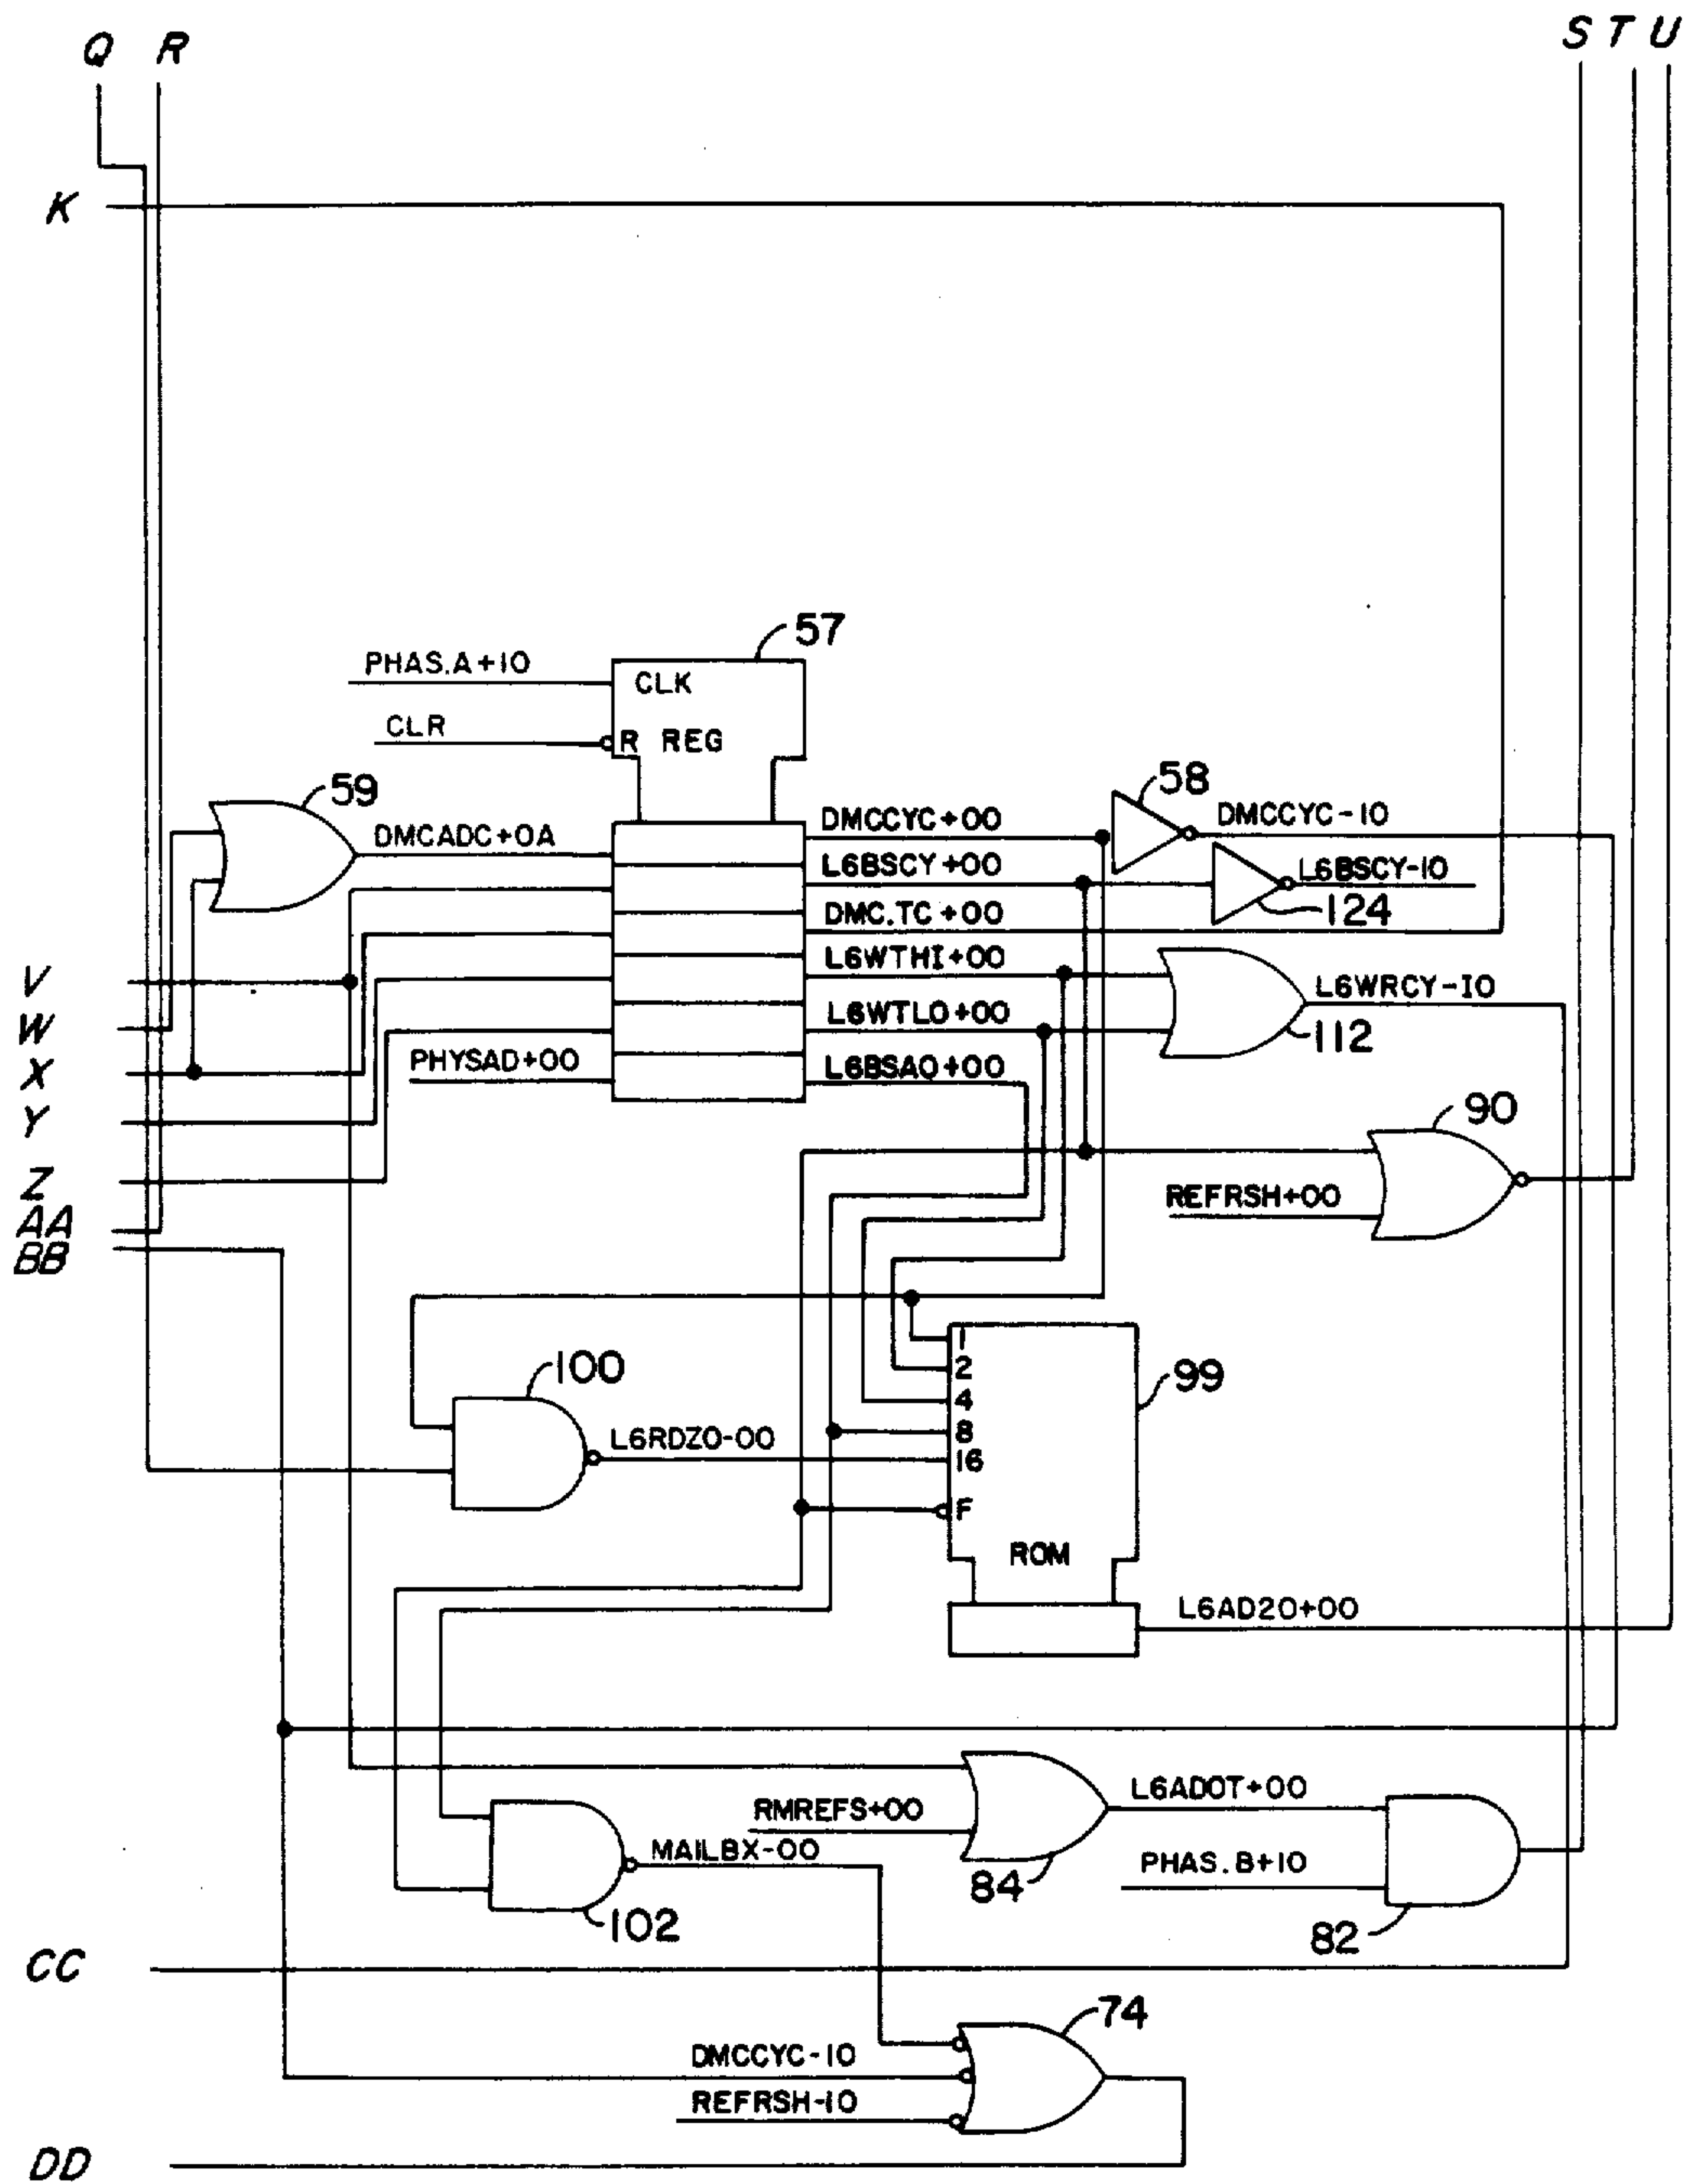 Q R S T U
K
57
PHAS.A+10
CLK
CLR
R REG
59
DMCADC+0A
DMCCYC+00
58
DMCCYC-10
L6BSCY+00
L6BSCY-10
124
DMC.TC+00
V
L6WTHI+00
L6WRCY-10
W
L6WTLO+00
112
X
PHYSAD+00
L6BSA0+00
Y
90
Z
REFRSH+00
AA
BB
1
2
4
8
16
F
ROM
99
100
L6RDZ0-00
L6AD20+00
L6ADOT+00
RMREFS+00
MAILBX-00
PHAS.B+10
84
102
82
CC
74
DMCCYC-10
REFRSH-10
DD